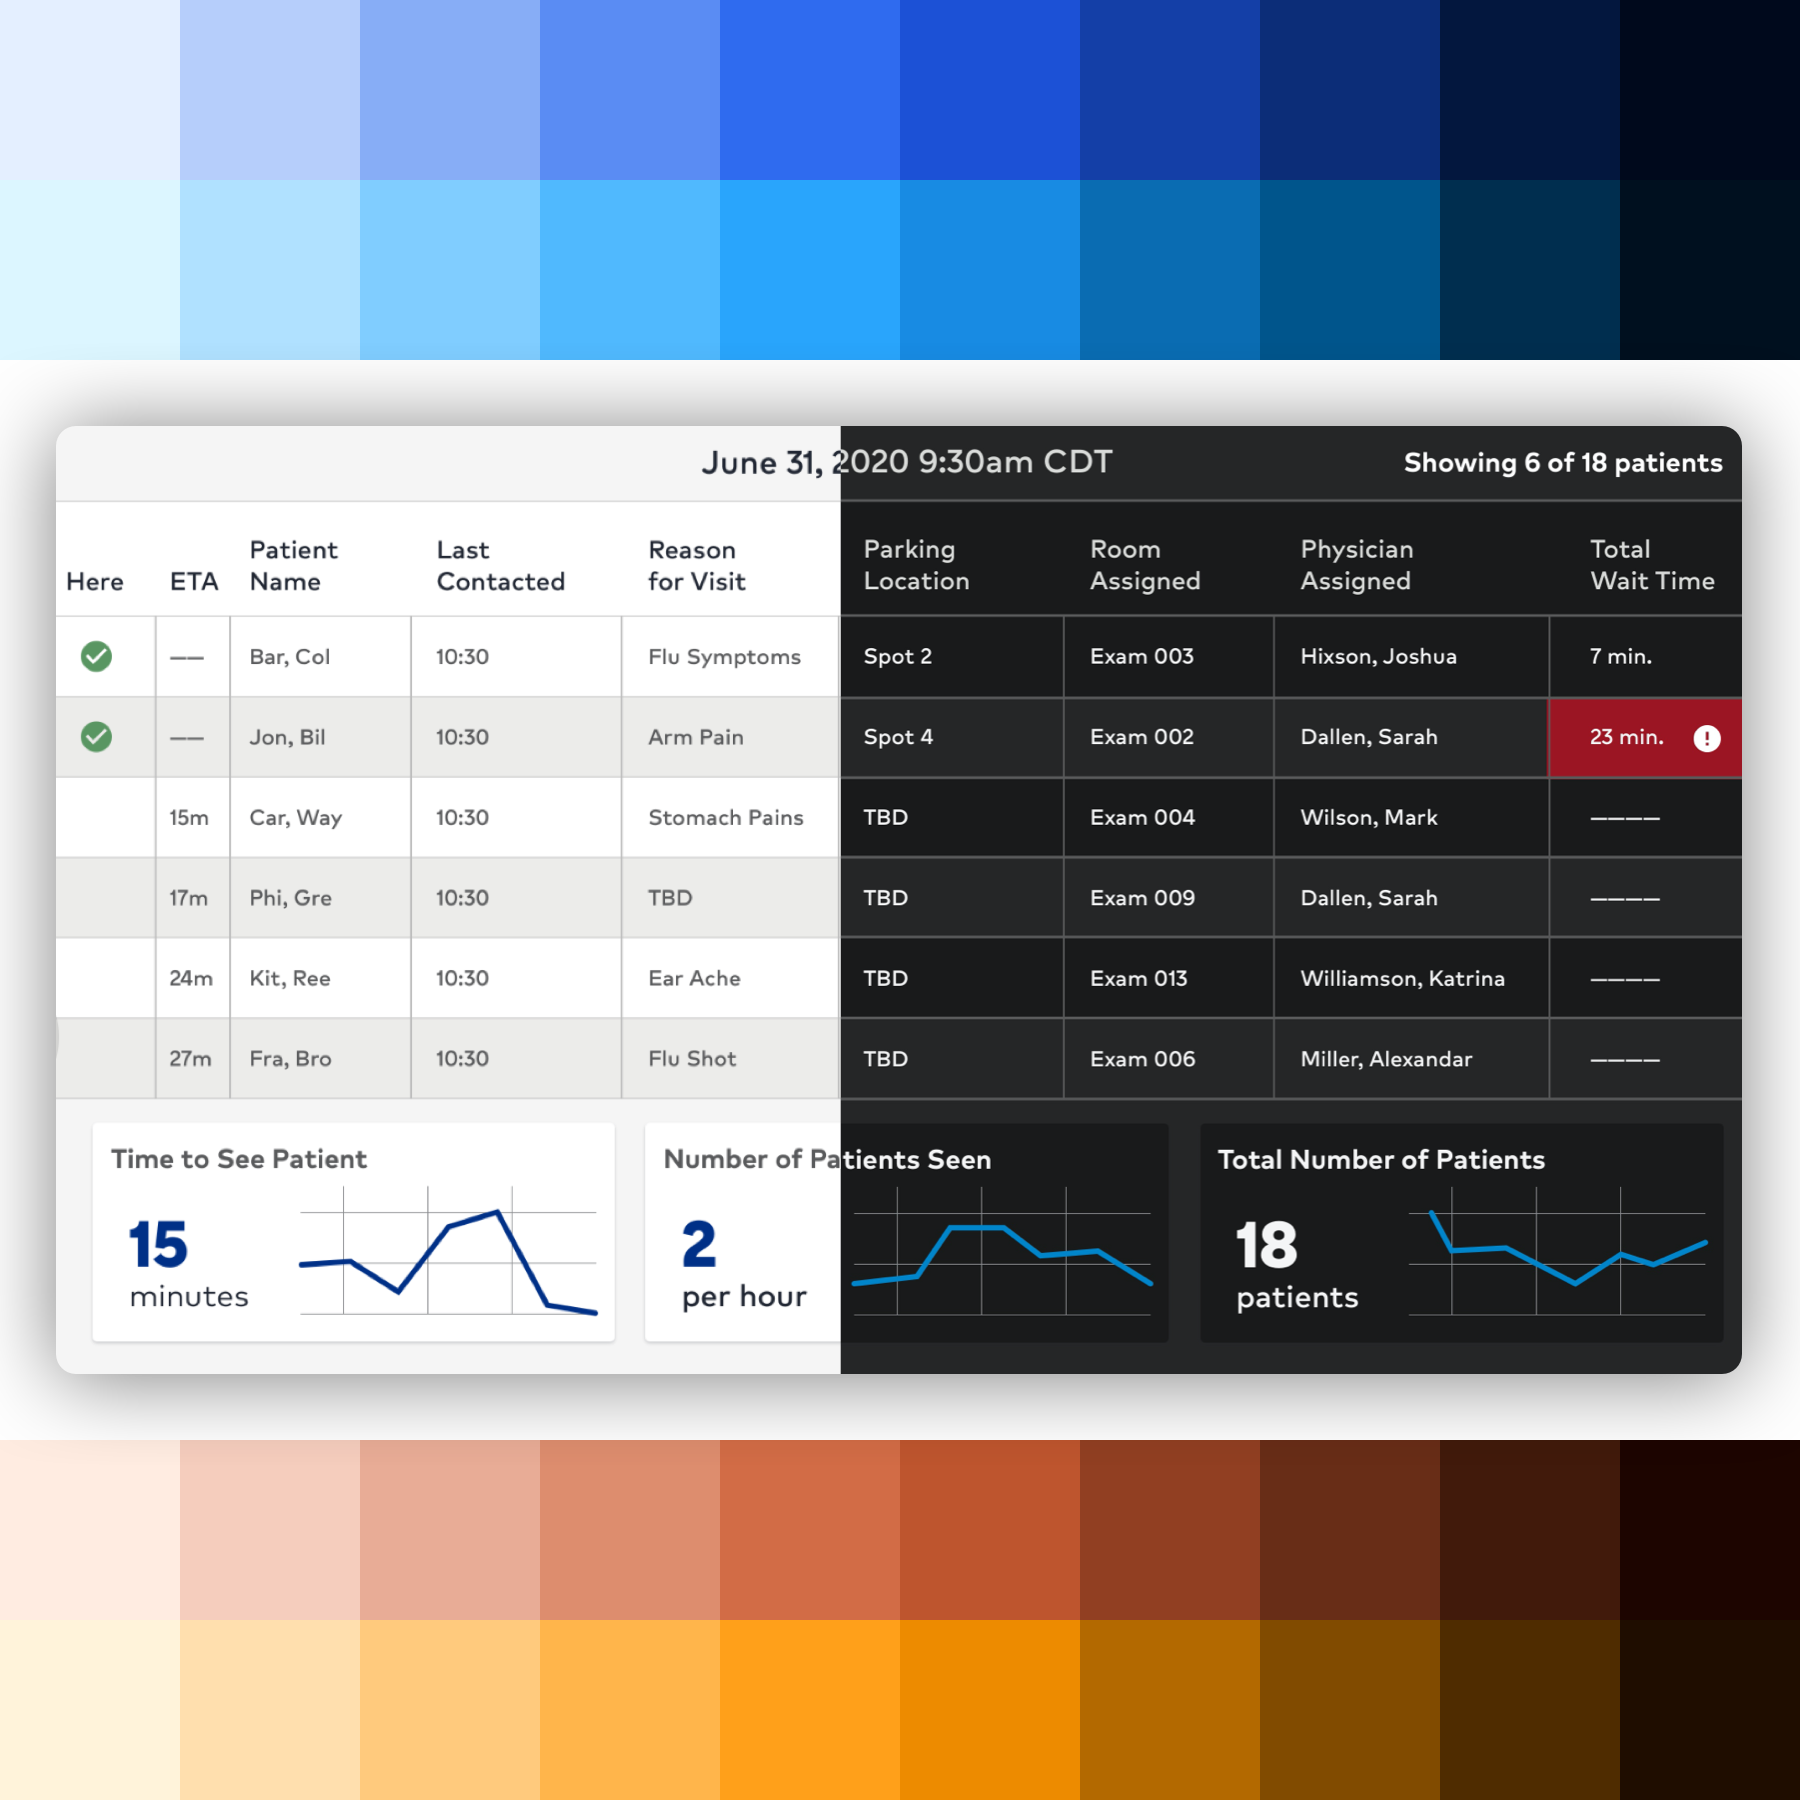 June 31, 2020 9:30am CDT
Showing 6 of 18 patients
Here ETA Patient Name Last Contacted Reason for Visit Parking Location Room Assigned Physician Assigned Total Wait Time
—— Bar, Col 10:30 Flu Symptoms Spot 2 Exam 003 Hixson, Joshua 7 min.
—— Jon, Bil 10:30 Arm Pain Spot 4 Exam 002 Dallen, Sarah 23 min.
15m Car, Way 10:30 Stomach Pains TBD Exam 004 Wilson, Mark ————
17m Phi, Gre 10:30 TBD TBD Exam 009 Dallen, Sarah ————
24m Kit, Ree 10:30 Ear Ache TBD Exam 013 Williamson, Katrina ————
27m Fra, Bro 10:30 Flu Shot TBD Exam 006 Miller, Alexandar ————
Time to See Patient
15
minutes
Number of Patients Seen
2
per hour
Total Number of Patients
18
patients